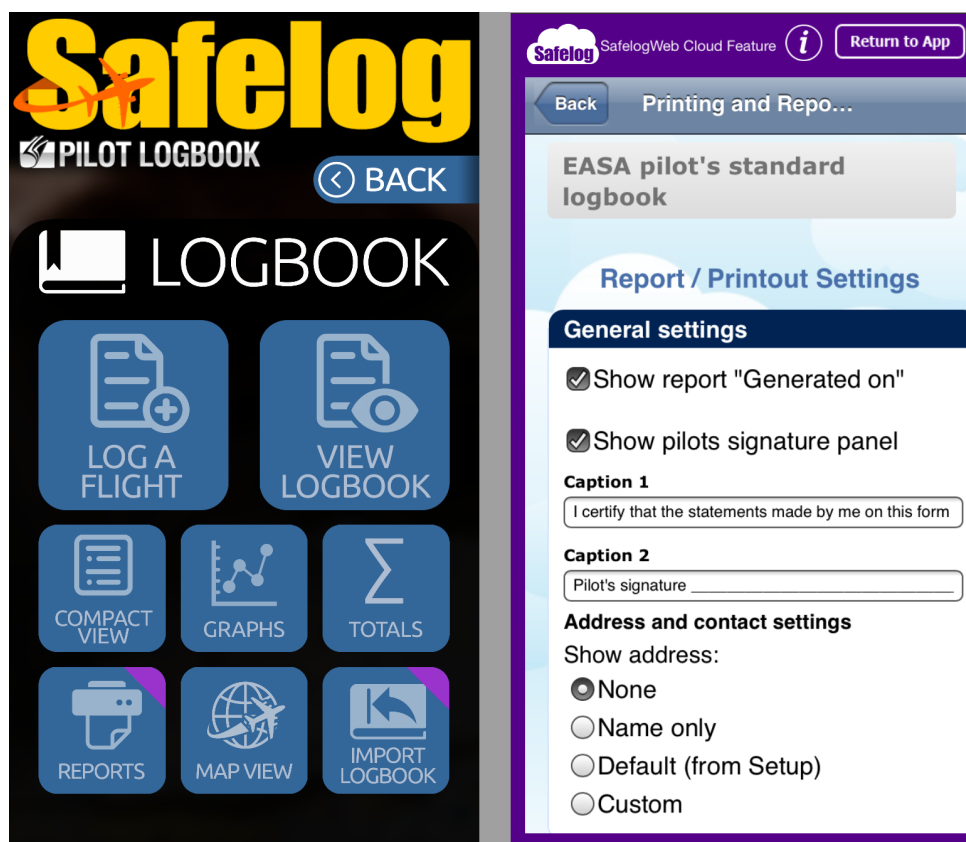 Safelog
PILOT LOGBOOK
BACK
LOGBOOK
LOG A
FLIGHT
VIEW
LOGBOOK
COMPACT
VIEW
GRAPHS
TOTALS
REPORTS
MAP VIEW
IMPORT
LOGBOOK
Safelog
SafelogWeb Cloud Feature
i
Return to App
Back
Printing and Repo...
EASA pilot's standard
logbook
Report / Printout Settings
General settings
Show report "Generated on"
Show pilots signature panel
Caption 1
I certify that the statements made by me on this form
Caption 2
Pilot's signature ______________________________
Address and contact settings
Show address:
None
Name only
Default (from Setup)
Custom